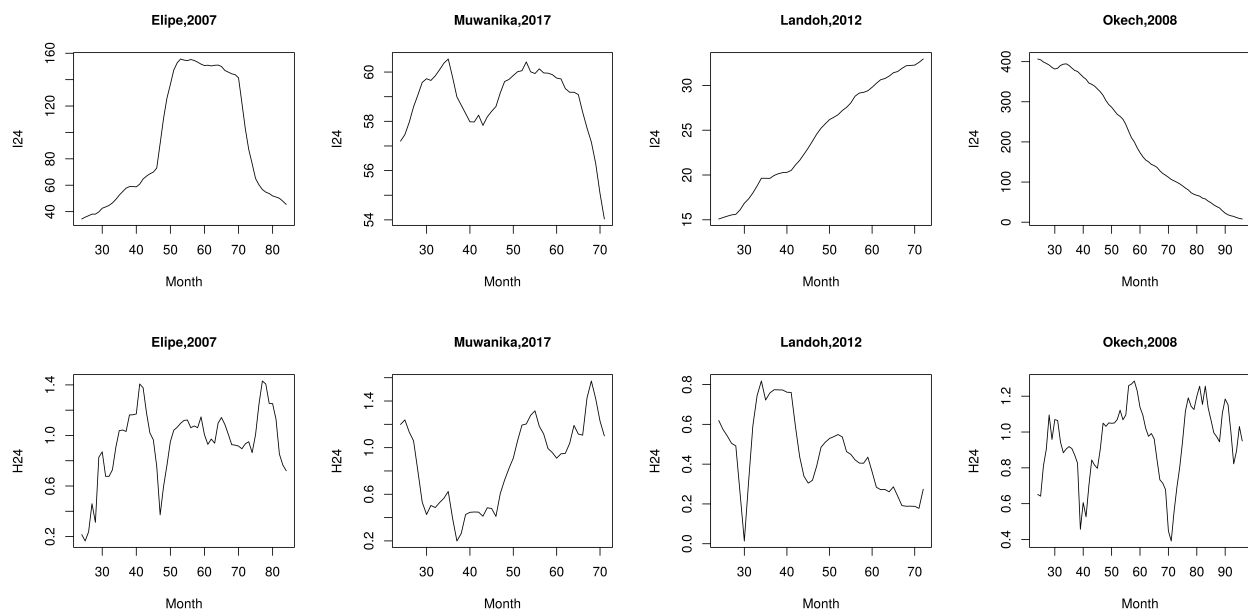 Elipe,2007 Muwanika,2017 Landoh,2012 Okech,2008
I24
40 60 80 120 160
30 40 50 60 70 80
Month
I24
54 56 58 60
30 40 50 60 70
Month
I24
15 20 25 30
30 40 50 60 70
Month
I24
0 100 200 300 400
30 40 50 60 70 80 90
Month
Elipe,2007 Muwanika,2017 Landoh,2012 Okech,2008
H24
0.2 0.6 1.0 1.4
30 40 50 60 70 80
Month
H24
0.2 0.6 1.0 1.4
30 40 50 60 70
Month
H24
0.0 0.2 0.4 0.6 0.8
30 40 50 60 70
Month
H24
0.4 0.6 0.8 1.0 1.2
30 40 50 60 70 80 90
Month